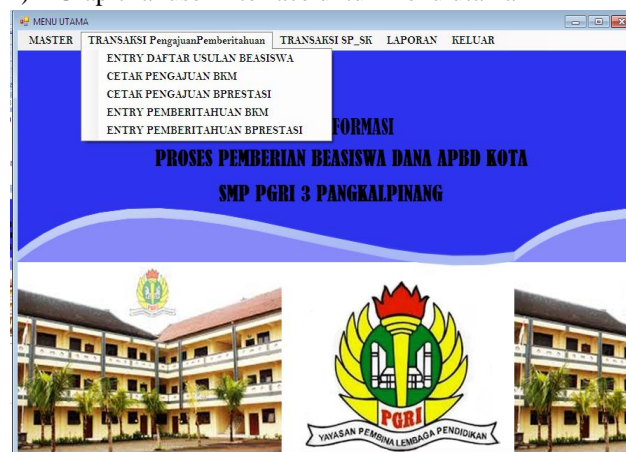 MENU UTAMA
MASTER TRANSAKSI PengajuanPemberitahuan TRANSAKSI SP_SK LAPORAN KELUAR
ENTRY DAFTAR USULAN BEASISWA
CETAK PENGAJUAN BKM
CETAK PENGAJUAN BPRESTASI
ENTRY PEMBERITAHUAN BKM
ENTRY PEMBERITAHUAN BPRESTASI
FORMASI
PROSES PEMBERIAN BEASISWA DANA APBD KOTA
SMP PGRI 3 PANGKALPINANG
PGRI
YAYASAN PEMBINA LEMBAGA PENDIDIKAN